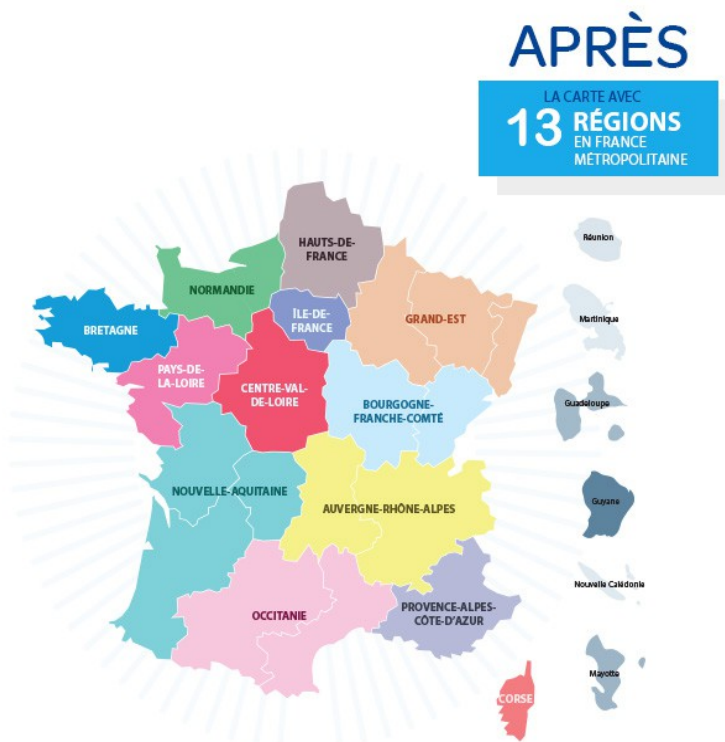 APRÈS
LA CARTE AVEC
13 RÉGIONS
EN FRANCE
MÉTROPOLITAINE
HAUTS-DE-
FRANCE
NORMANDIE
ÎLE-DE-
FRANCE
GRAND-EST
BRETAGNE
PAYS-DE-
LA-LOIRE
CENTRE-VAL-
DE-LOIRE
BOURGOGNE-
FRANCHE-COMTÉ
NOUVELLE-AQUITAINE
AUVERGNE-RHÔNE-ALPES
OCCITANIE
PROVENCE-ALPES-
CÔTE-D'AZUR
CORSE
Réunion
Martinique
Guadeloupe
Guyane
Nouvelle Calédonie
Mayotte